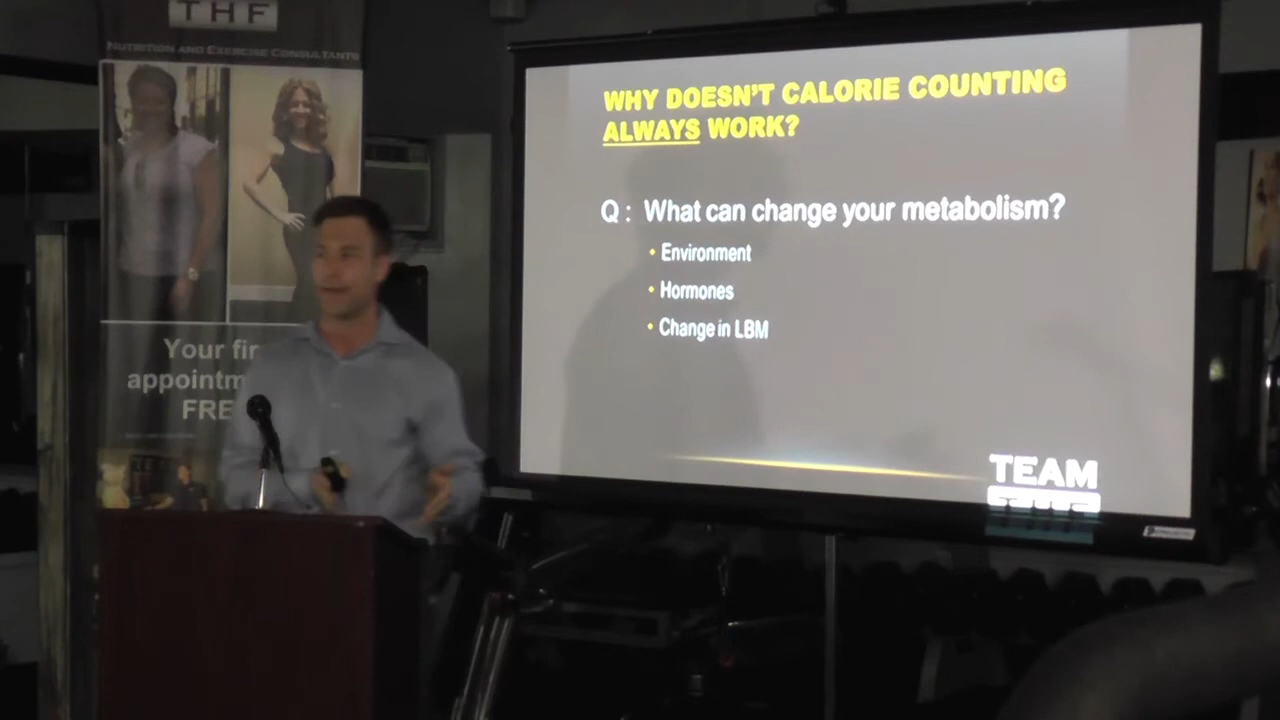 THF
NUTRITION AND EXERCISE CONSULTANTS
Your fir
appointm
FRE
WHY DOESN'T CALORIE COUNTING
ALWAYS WORK?
Q : What can change your metabolism?
• Environment
• Hormones
• Change in LBM
TEAM